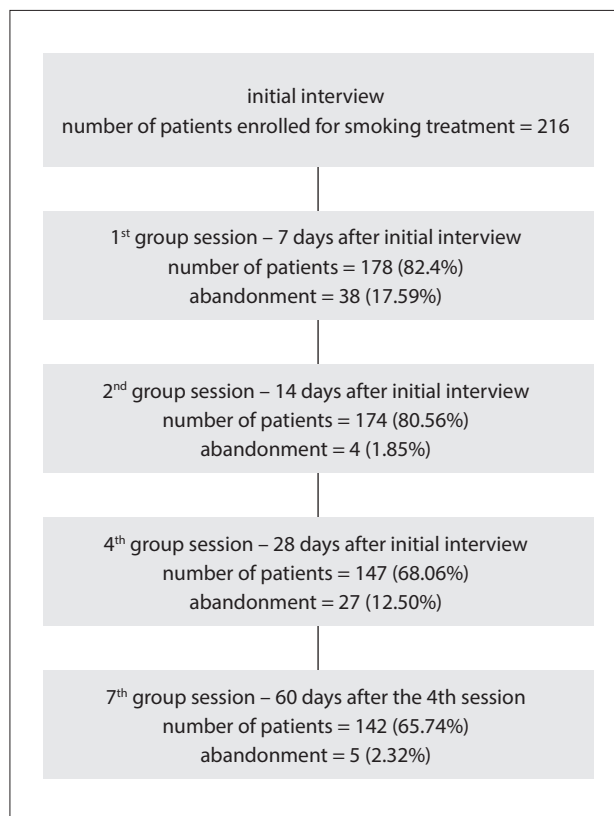 initial interview
number of patients enrolled for smoking treatment = 216
1st group session – 7 days after initial interview
number of patients = 178 (82.4%)
abandonment = 38 (17.59%)
2nd group session – 14 days after initial interview
number of patients = 174 (80.56%)
abandonment = 4 (1.85%)
4th group session – 28 days after initial interview
number of patients = 147 (68.06%)
abandonment = 27 (12.50%)
7th group session – 60 days after the 4th session
number of patients = 142 (65.74%)
abandonment = 5 (2.32%)